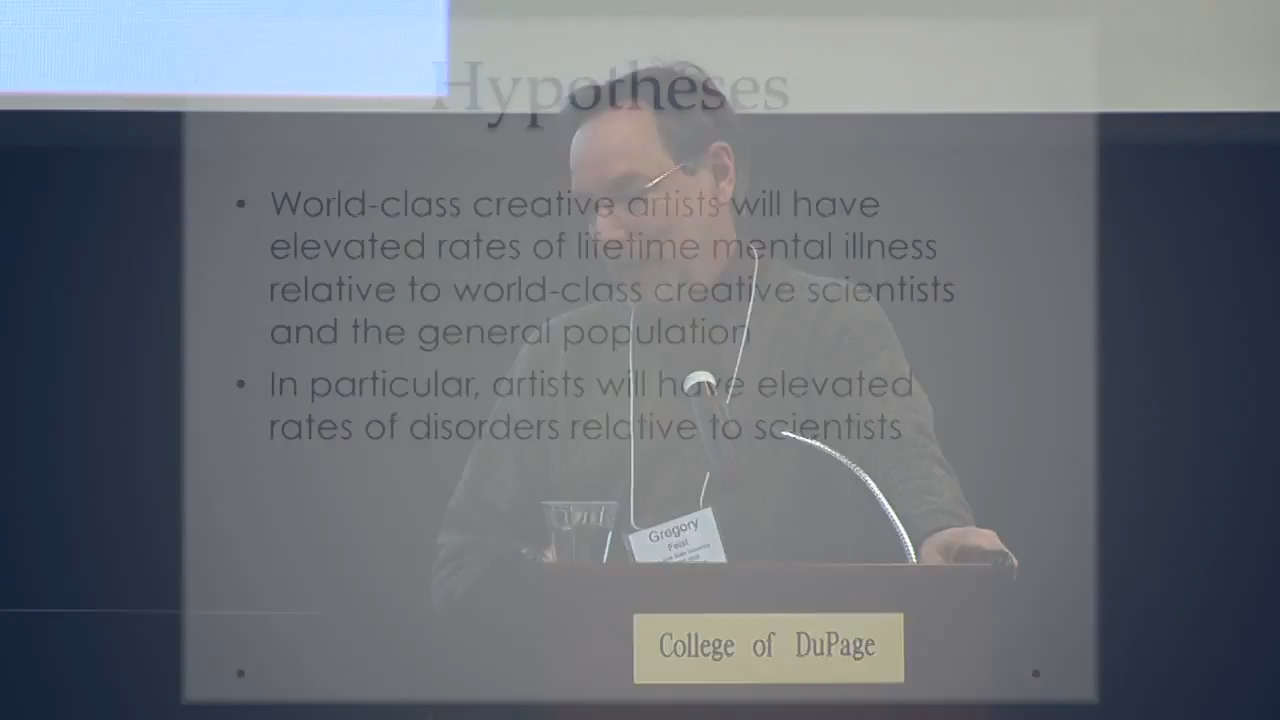 Hypotheses
• World-class creative artists will have
elevated rates of lifetime mental illness
relative to world-class creative scientists
and the general population
• In particular, artists will have elevated
rates of disorders relative to scientists
Gregory
Feist
College of DuPage